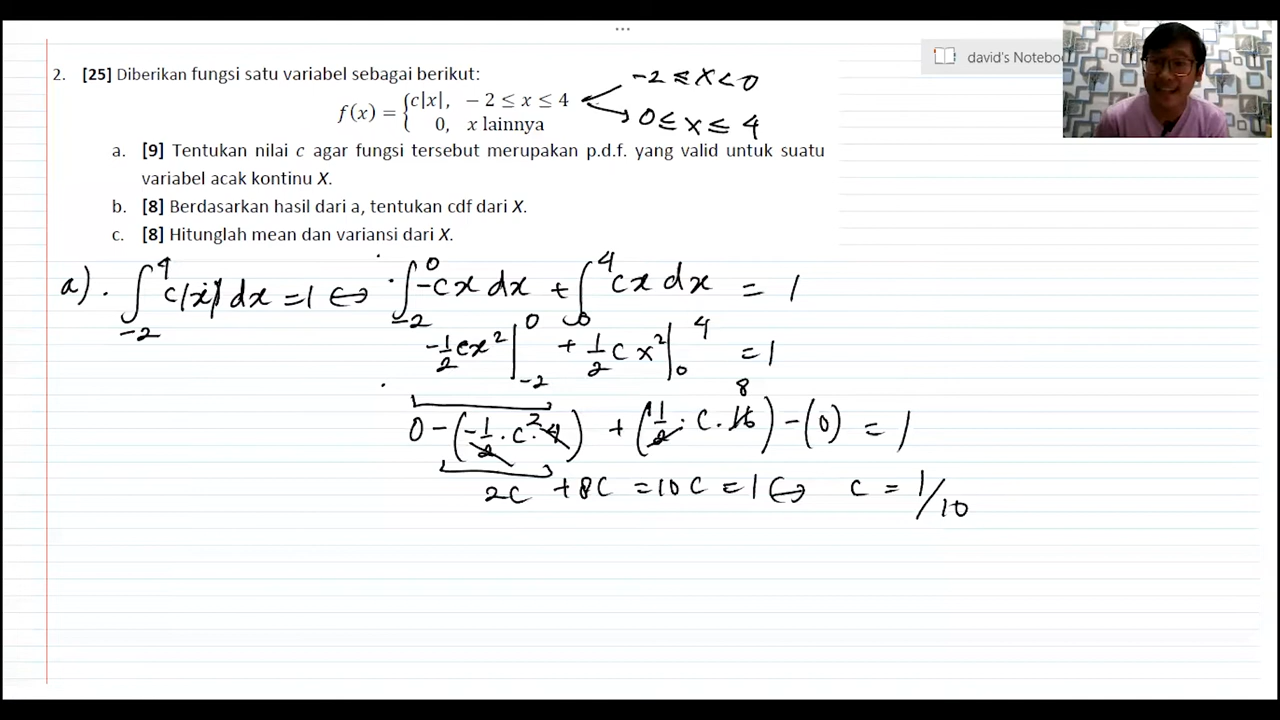 ...
david's Notebo
2. [25] Diberikan fungsi satu variabel sebagai berikut:
f(x) = {c|x|, −2 ≤ x ≤ 4
0, x lainnya
−2 ≤ x < 0
0 ≤ x ≤ 4
a. [9] Tentukan nilai c agar fungsi tersebut merupakan p.d.f. yang valid untuk suatu
variabel acak kontinu X.
b. [8] Berdasarkan hasil dari a, tentukan cdf dari X.
c. [8] Hitunglah mean dan variansi dari X.
a). ∫_{-2}^{4} c|x| dx = 1 ⟷ ∫_{-2}^{0} −cx dx + ∫_{0}^{4} cx dx = 1
−1/2 cx² |_{-2}^{0} + 1/2 cx² |_{0}^{4} = 1
0 − (−1/2 · c · 4) + (1/2 · c · 16) − (0) = 1
2c + 8c = 10c = 1 ⟷ c = 1/10